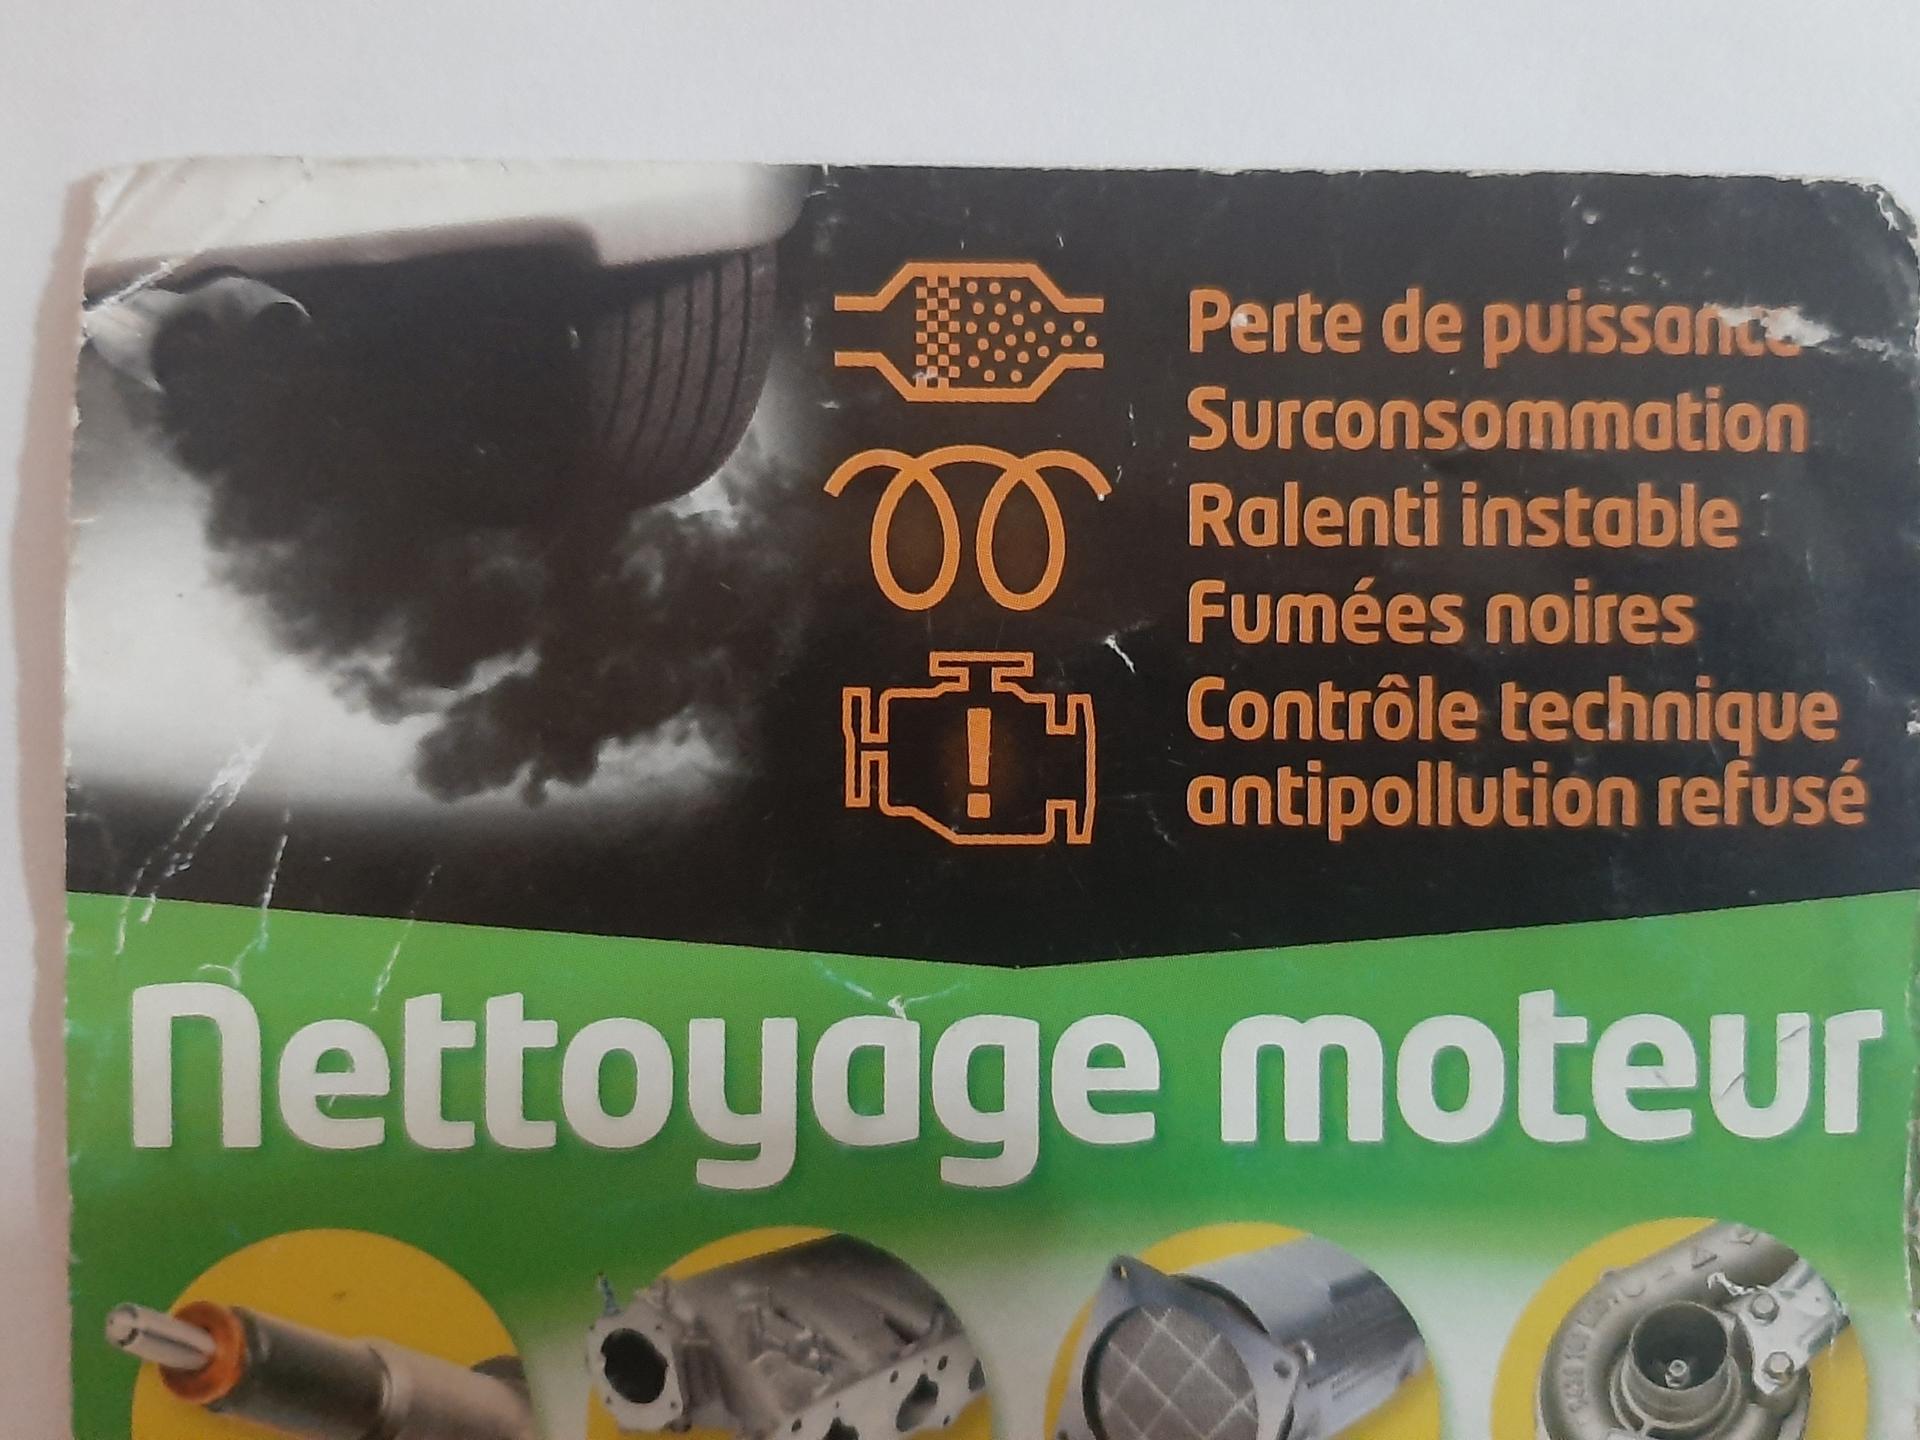 Perte de puissance
Surconsommation
Ralenti instable
Fumées noires
Contrôle technique
antipollution refusé
Nettoyage moteur